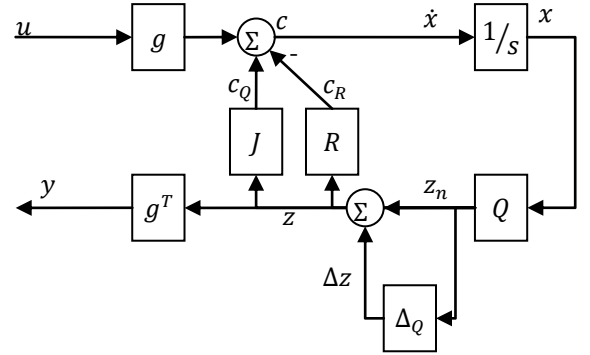 u
g
Σ
c
-
ẋ
1/s
x
c_Q
c_R
J
R
y
g^T
z
Σ
z_n
Q
Δz
Δ_Q